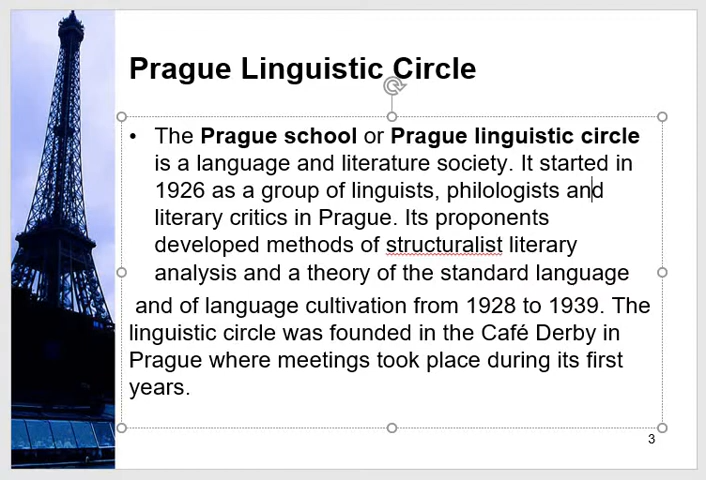 Prague Linguistic Circle
• The Prague school or Prague linguistic circle
is a language and literature society. It started in
1926 as a group of linguists, philologists and
literary critics in Prague. Its proponents
developed methods of structuralist literary
analysis and a theory of the standard language
and of language cultivation from 1928 to 1939. The
linguistic circle was founded in the Café Derby in
Prague where meetings took place during its first
years.
3